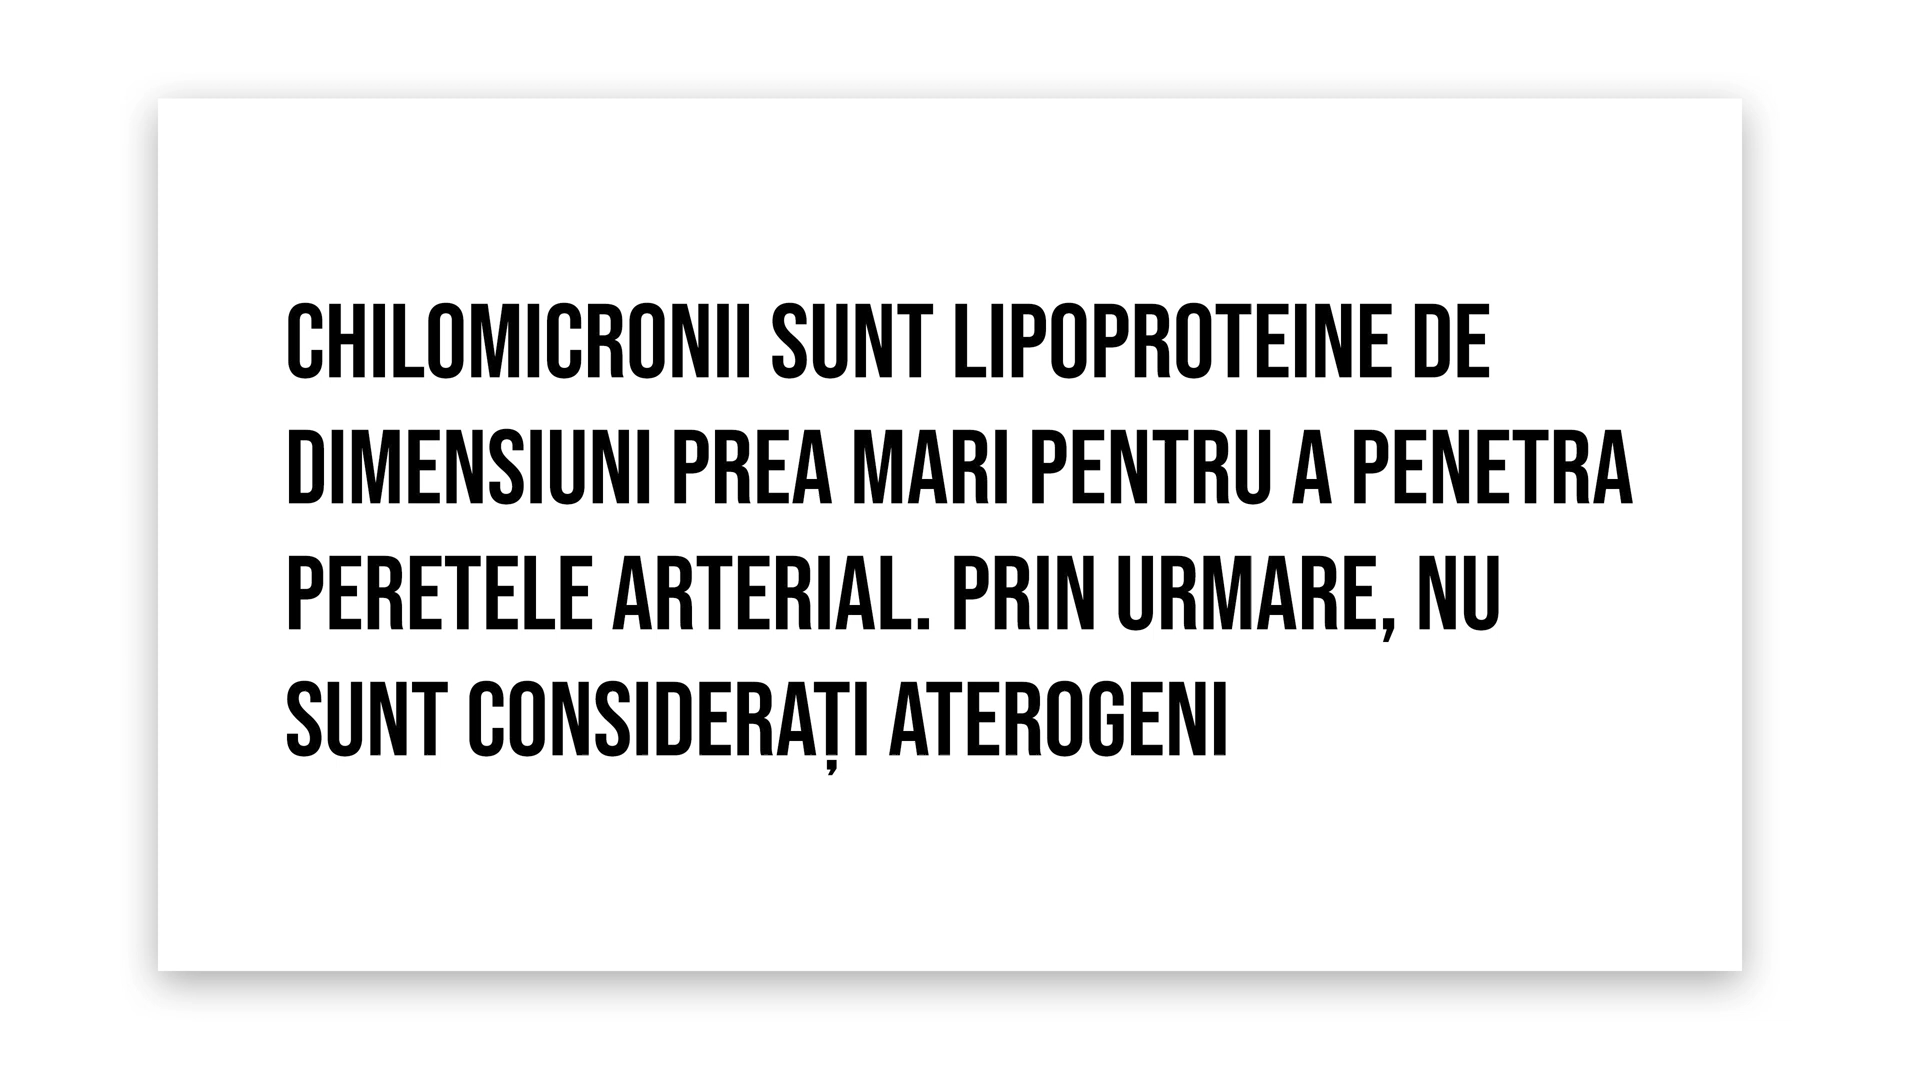 CHILOMICRONII SUNT LIPOPROTEINE DE
DIMENSIUNI PREA MARI PENTRU A PENETRA
PERETELE ARTERIAL. PRIN URMARE, NU
SUNT CONSIDERAȚI ATEROGENI